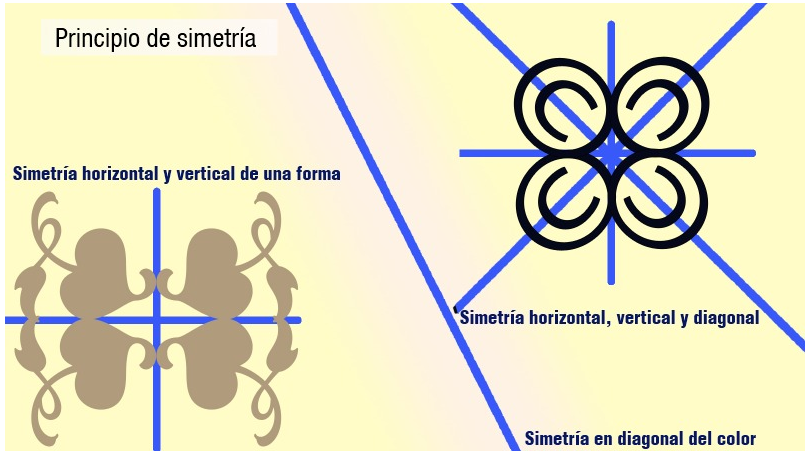 Principio de simetría
Simetría horizontal y vertical de una forma
Simetría horizontal, vertical y diagonal
Simetría en diagonal del color